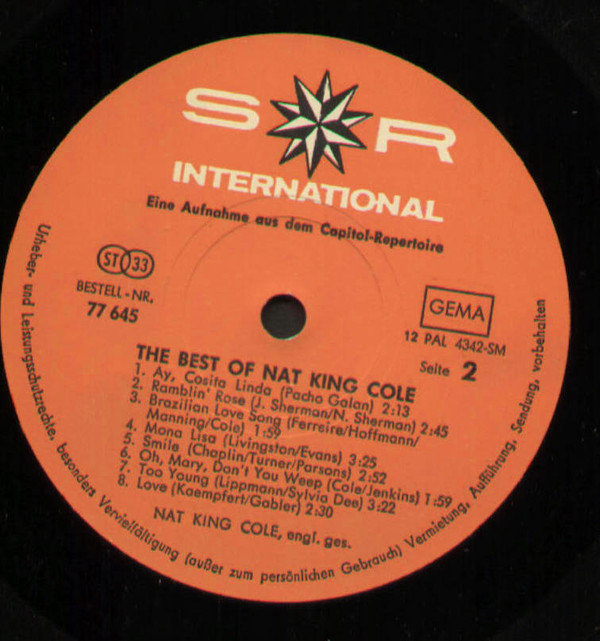 S R
INTERNATIONAL
Eine Aufnahme aus dem Capitol-Repertoire
ST 33
BESTELL-NR.
77 645
GEMA
12 PAL 4342-SM
Seite 2
THE BEST OF NAT KING COLE
1. Ay, Cosita Linda (Pacho Galan) 2:13
2. Ramblin' Rose (J. Sherman/N. Sherman) 2:45
3. Brazilian Love Song (Ferreire/Hoffmann/
Manning/Cole) 1:59
4. Mona Lisa (Livingston/Evans) 3:25
5. Smile (Chaplin/Turner/Parsons) 2:52
6. Oh, Mary, Don't You Weep (Cole/Jenkins) 1:59
7. Too Young (Lippmann/Sylvia Dee) 3:22
8. Love (Kaempfert/Gabler) 2:30
NAT KING COLE, engl. ges.
Urheber- und Leistungsschutzrechte, besonders Vervielfältigung (außer zum persönlichen Gebrauch) Vermietung, Aufführung, Sendung, vorbehalten